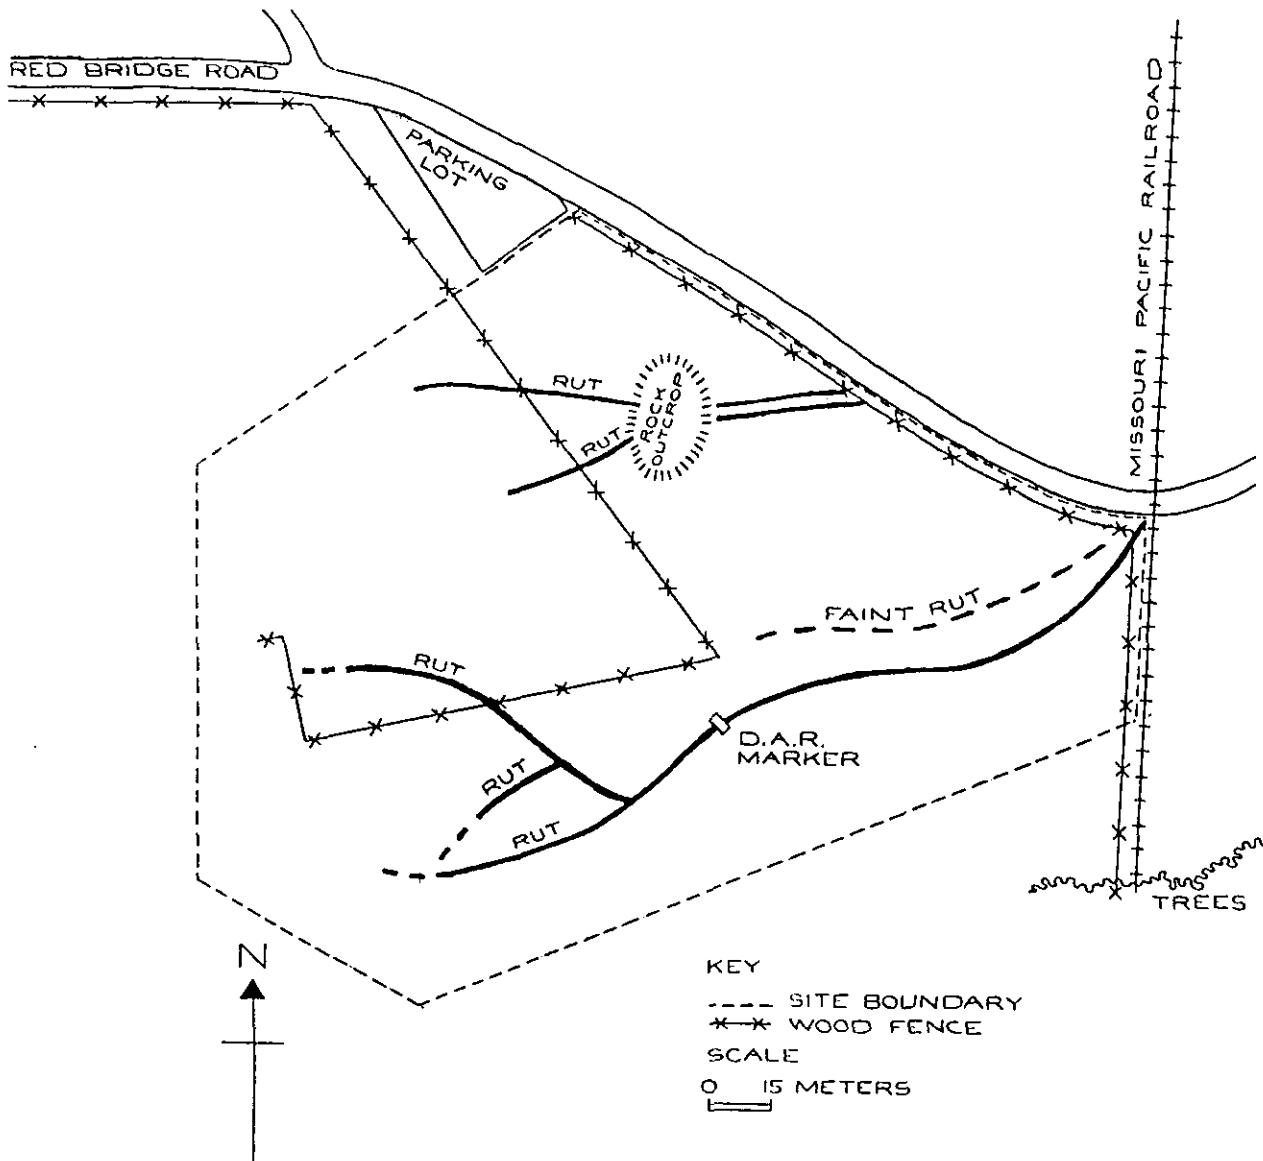 RED BRIDGE ROAD
PARKING
LOT
MISSOURI PACIFIC RAILROAD
RUT
ROCK
OUTCROP
RUT
FAINT RUT
RUT
D.A.R.
MARKER
RUT
RUT
TREES
N
KEY
SITE BOUNDARY
WOOD FENCE
SCALE
0 15 METERS